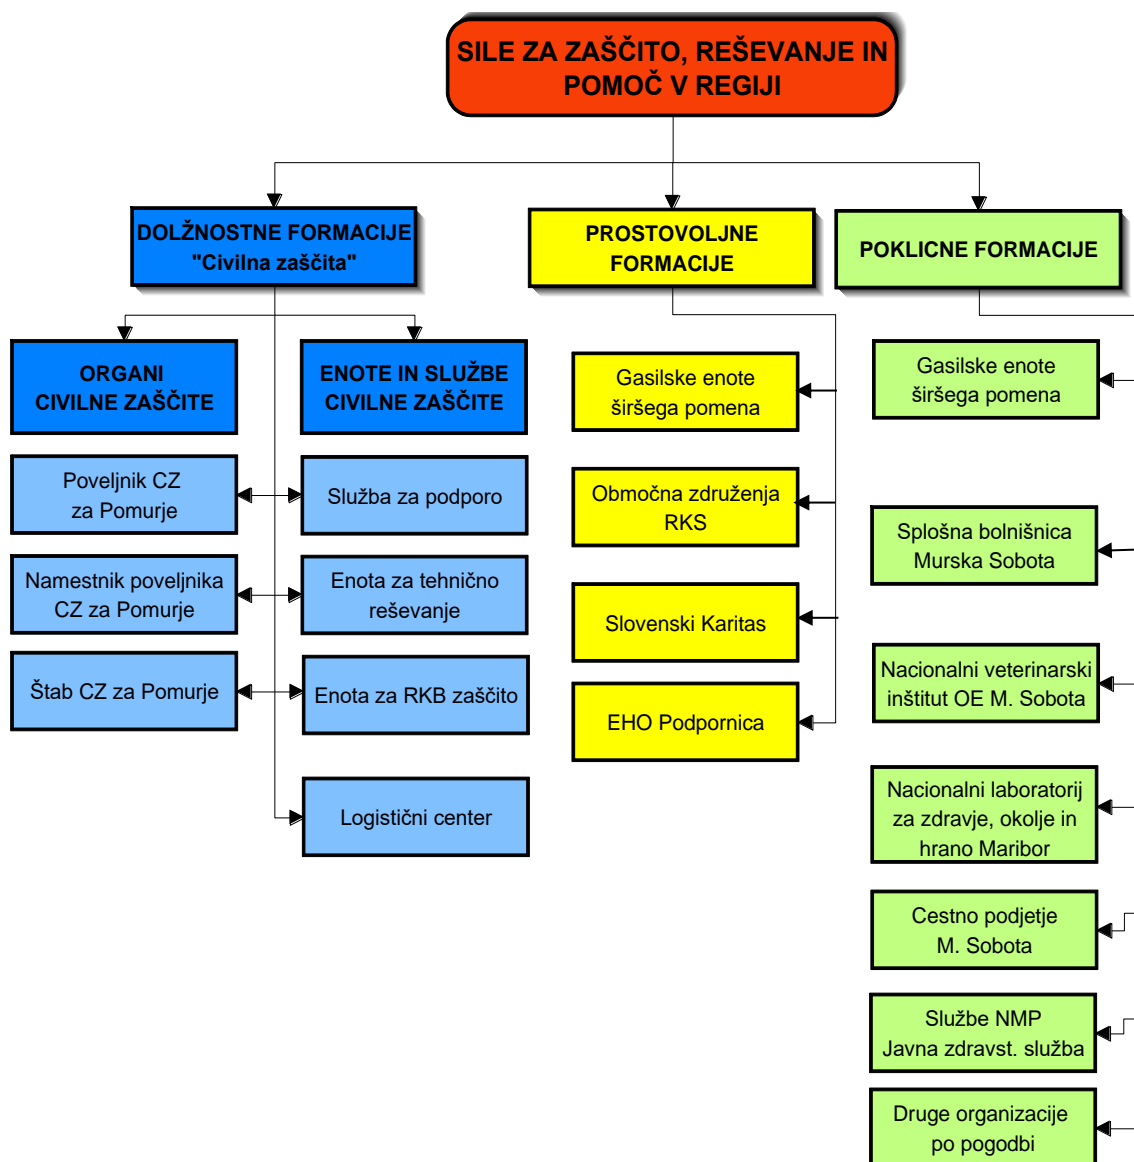 SILE ZA ZAŠČITO, REŠEVANJE IN
POMOČ V REGIJI
DOLŽNOSTNE FORMACIJE
"Civilna zaščita"
PROSTOVOLJNE
FORMACIJE
POKLICNE FORMACIJE
ORGANI
CIVILNE ZAŠČITE
ENOTE IN SLUŽBE
CIVILNE ZAŠČITE
Poveljnik CZ
za Pomurje
Namestnik poveljnika
CZ za Pomurje
Štab CZ za Pomurje
Služba za podporo
Enota za tehnično
reševanje
Enota za RKB zaščito
Logistični center
Gasilske enote
širšega pomena
Območna združenja
RKS
Slovenski Karitas
EHO Podpornica
Gasilske enote
širšega pomena
Splošna bolnišnica
Murska Sobota
Nacionalni veterinarski
inštitut OE M. Sobota
Nacionalni laboratorij
za zdravje, okolje in
hrano Maribor
Cestno podjetje
M. Sobota
Službe NMP
Javna zdravst. služba
Druge organizacije
po pogodbi